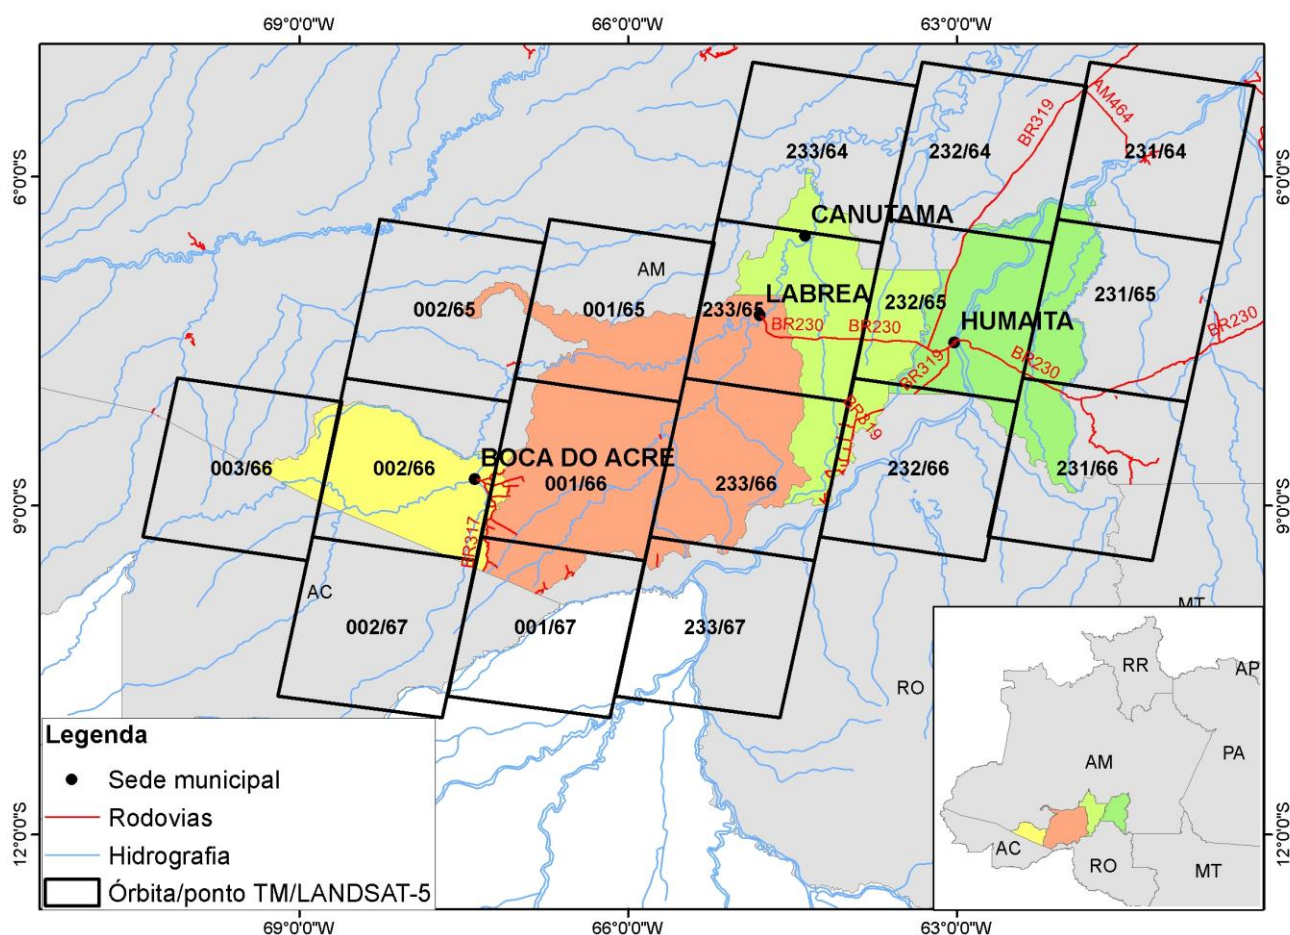 69°0'0"W
66°0'0"W
63°0'0"W
6°0'0"S
6°0'0"S
9°0'0"S
9°0'0"S
12°0'0"S
12°0'0"S
233/64
232/64
231/64
BR319
AM464
CANUTAMA
AM
002/65
001/65
233/65
LABREA
232/65
231/65
BR230
BR230
HUMAITA
BR230
BR319
BR230
BR319
003/66
002/66
BOCA DO ACRE
001/66
233/66
232/66
231/66
BR317
AC
002/67
001/67
233/67
RO
MT
Legenda
Sede municipal
Rodovias
Hidrografia
Órbita/ponto TM/LANDSAT-5
RR
AP
PA
AM
AC
RO
MT
69°0'0"W
66°0'0"W
63°0'0"W